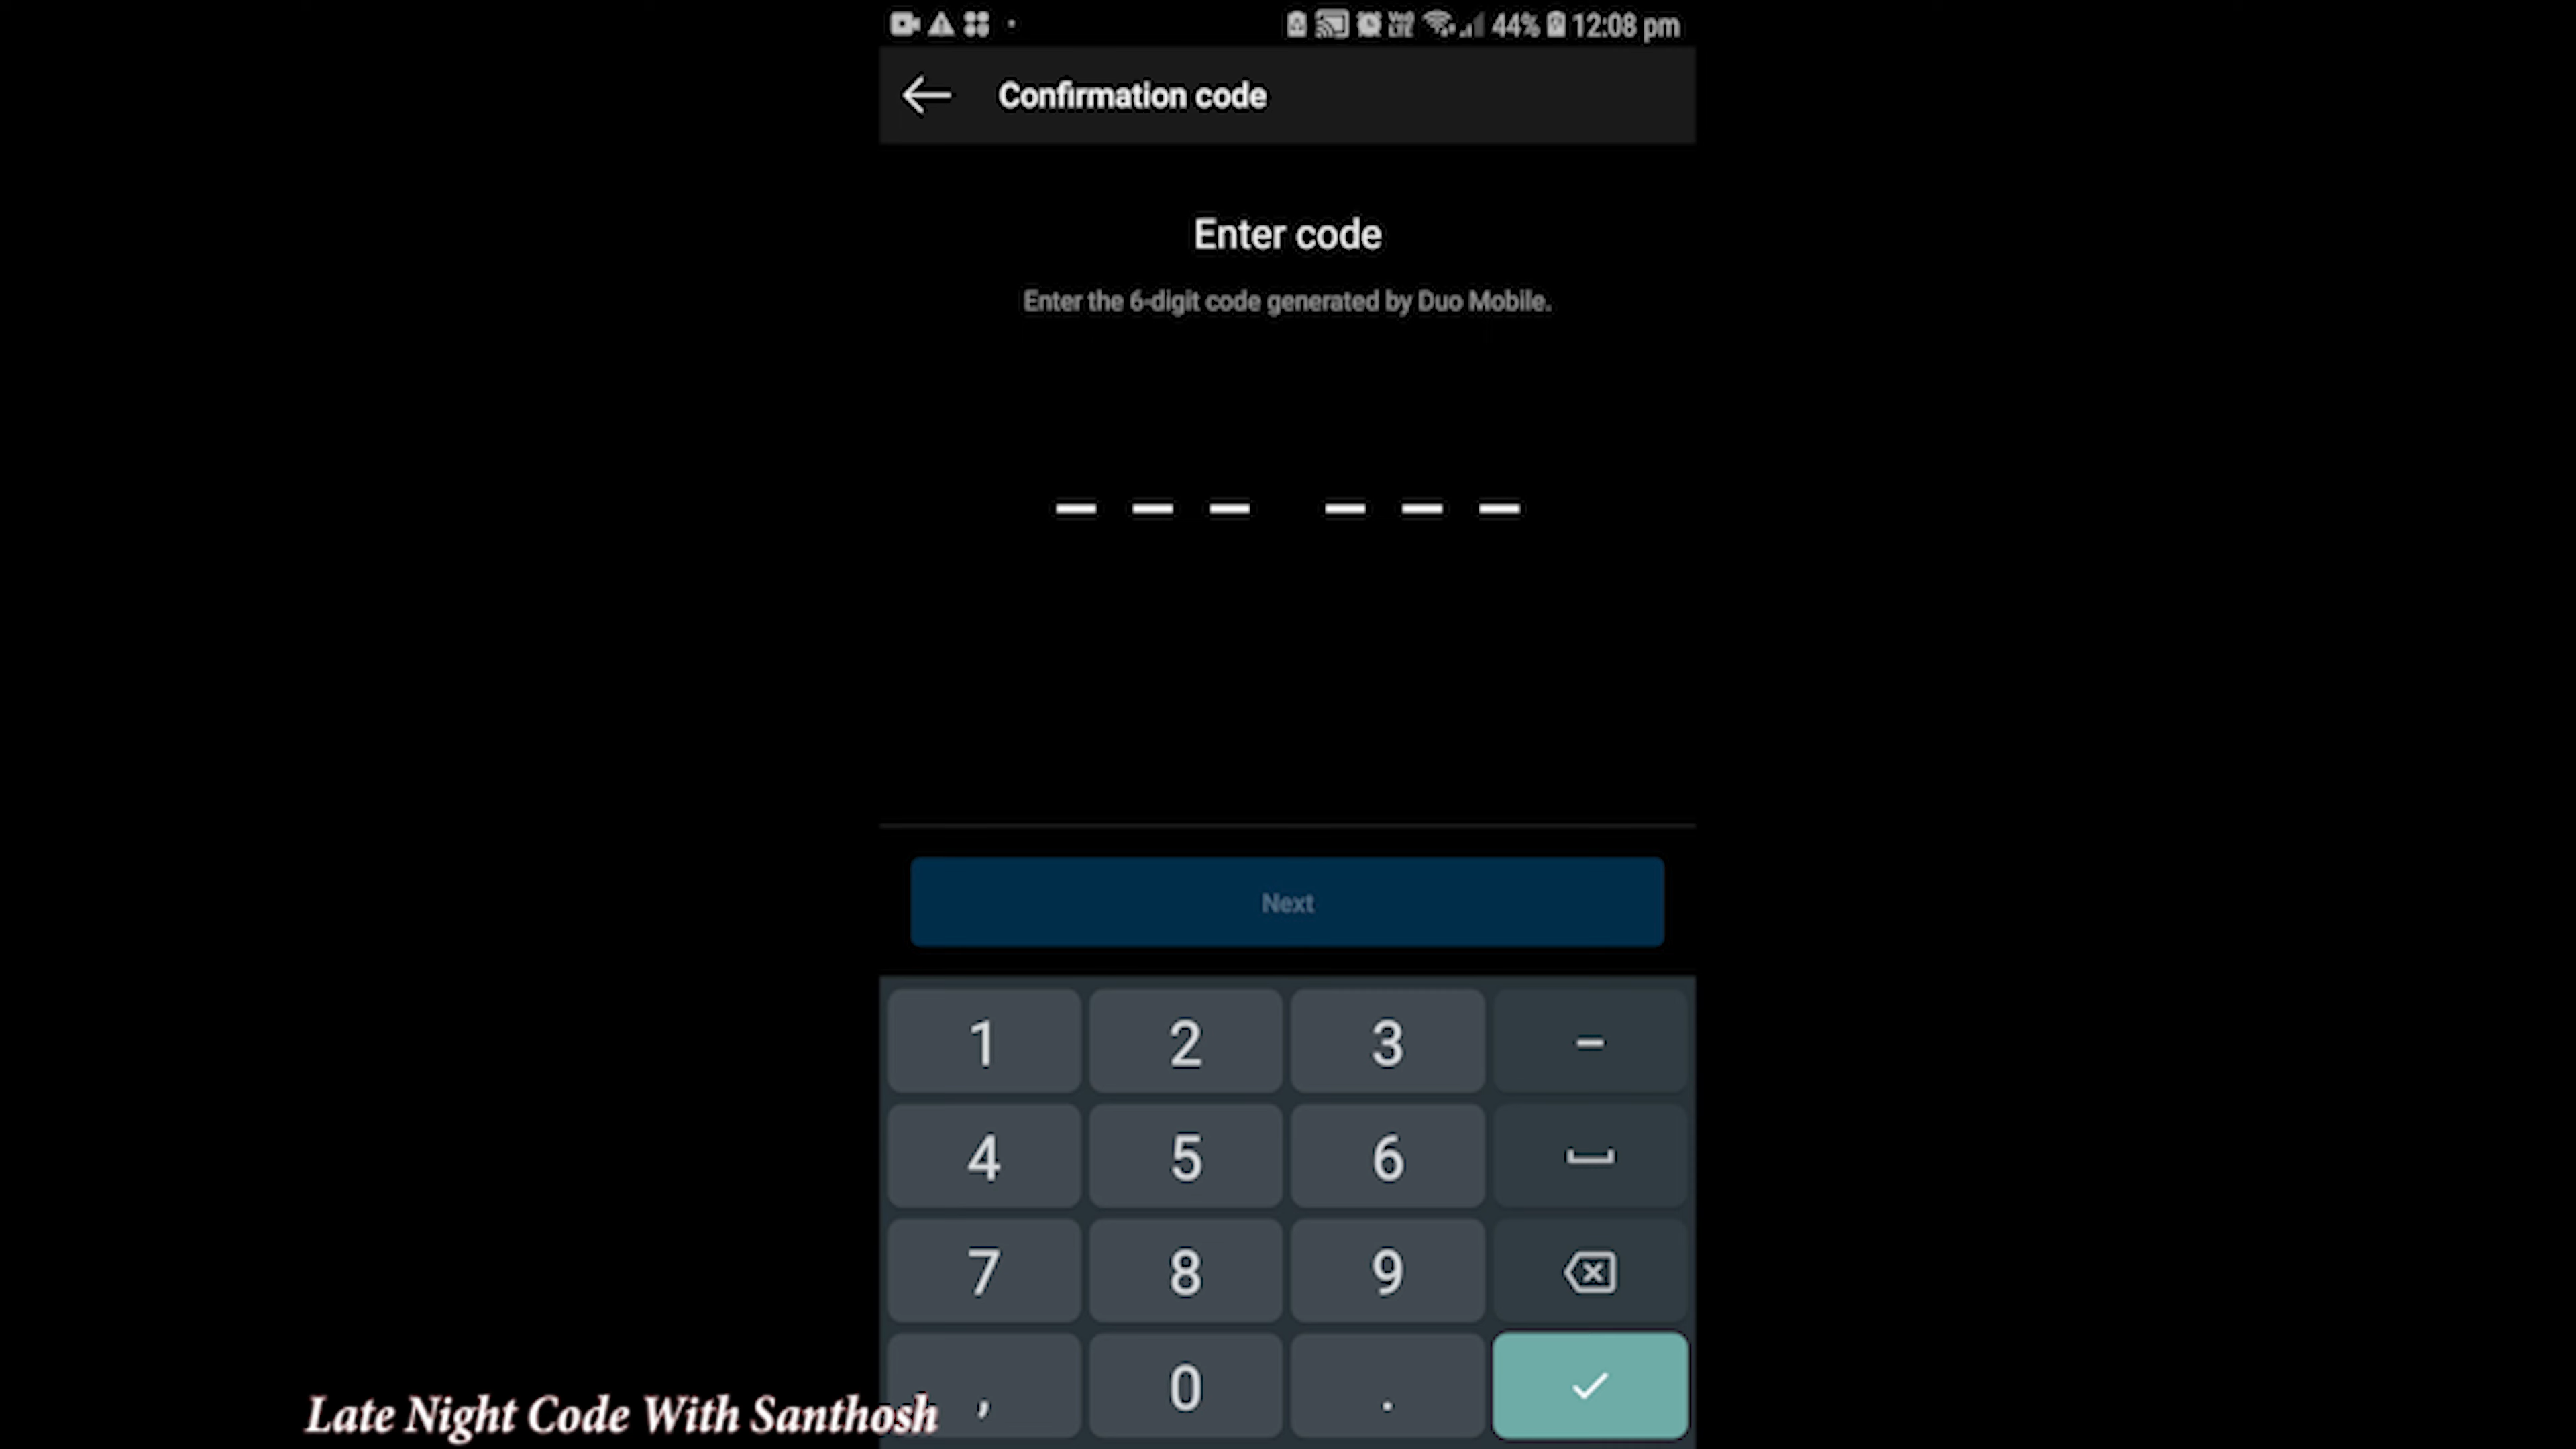 44% 12:08 pm
Confirmation code
Enter code
Enter the 6-digit code generated by Duo Mobile.
Next
1 2 3 –
4 5 6
7 8 9
, 0 .
Late Night Code With Santhosh